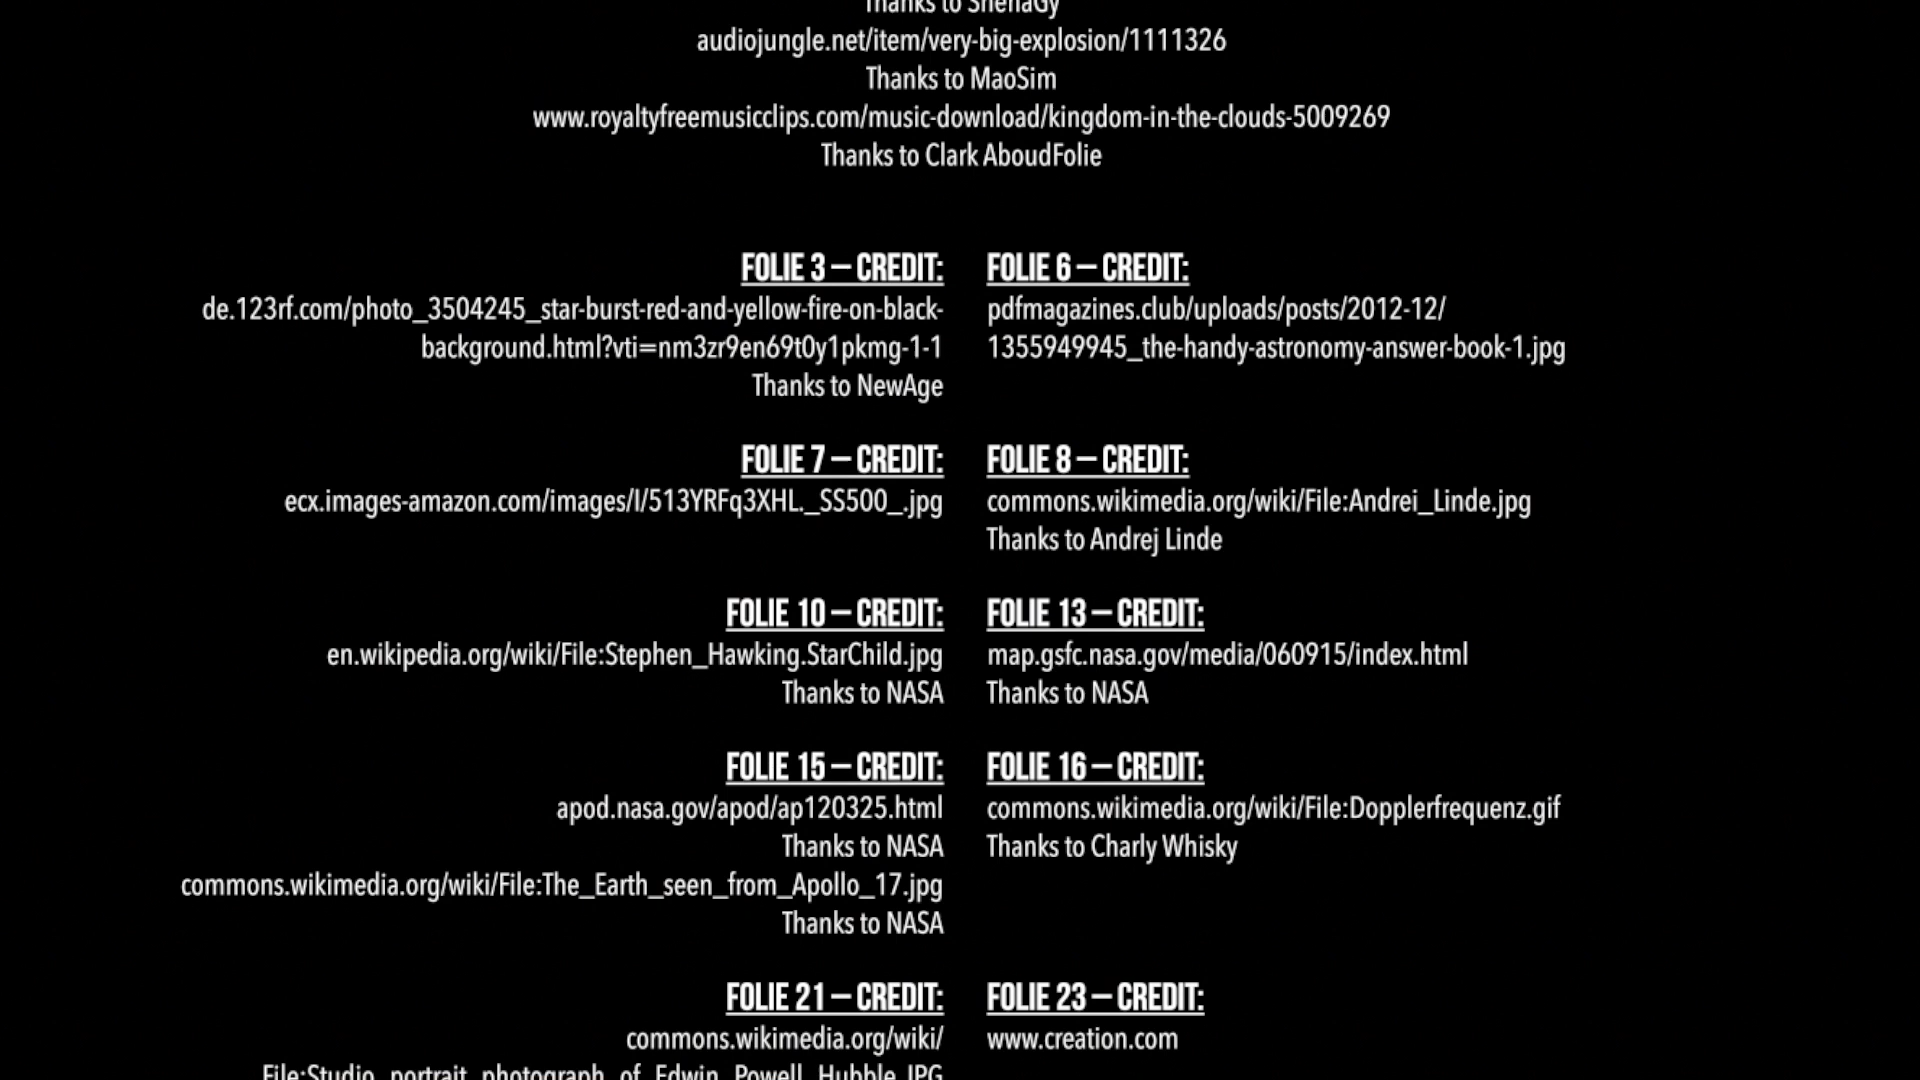 Thanks to ShenaGy
audiojungle.net/item/very-big-explosion/1111326
Thanks to MaoSim
www.royaltyfreemusicclips.com/music-download/kingdom-in-the-clouds-5009269
Thanks to Clark AboudFolie
FOLIE 3 – CREDIT:
de.123rf.com/photo_3504245_star-burst-red-and-yellow-fire-on-black-
background.html?vti=nm3zr9en69t0y1pkmg-1-1
Thanks to NewAge
FOLIE 6 – CREDIT:
pdfmagazines.club/uploads/posts/2012-12/
1355949945_the-handy-astronomy-answer-book-1.jpg
FOLIE 7 – CREDIT:
ecx.images-amazon.com/images/I/513YRFq3XHL._SS500_.jpg
FOLIE 8 – CREDIT:
commons.wikimedia.org/wiki/File:Andrei_Linde.jpg
Thanks to Andrej Linde
FOLIE 10 – CREDIT:
en.wikipedia.org/wiki/File:Stephen_Hawking.StarChild.jpg
Thanks to NASA
FOLIE 13 – CREDIT:
map.gsfc.nasa.gov/media/060915/index.html
Thanks to NASA
FOLIE 15 – CREDIT:
apod.nasa.gov/apod/ap120325.html
Thanks to NASA
commons.wikimedia.org/wiki/File:The_Earth_seen_from_Apollo_17.jpg
Thanks to NASA
FOLIE 16 – CREDIT:
commons.wikimedia.org/wiki/File:Dopplerfrequenz.gif
Thanks to Charly Whisky
FOLIE 21 – CREDIT:
commons.wikimedia.org/wiki/
File:Studio_portrait_photograph_of_Edwin_Powell_Hubble.JPG
FOLIE 23 – CREDIT:
www.creation.com